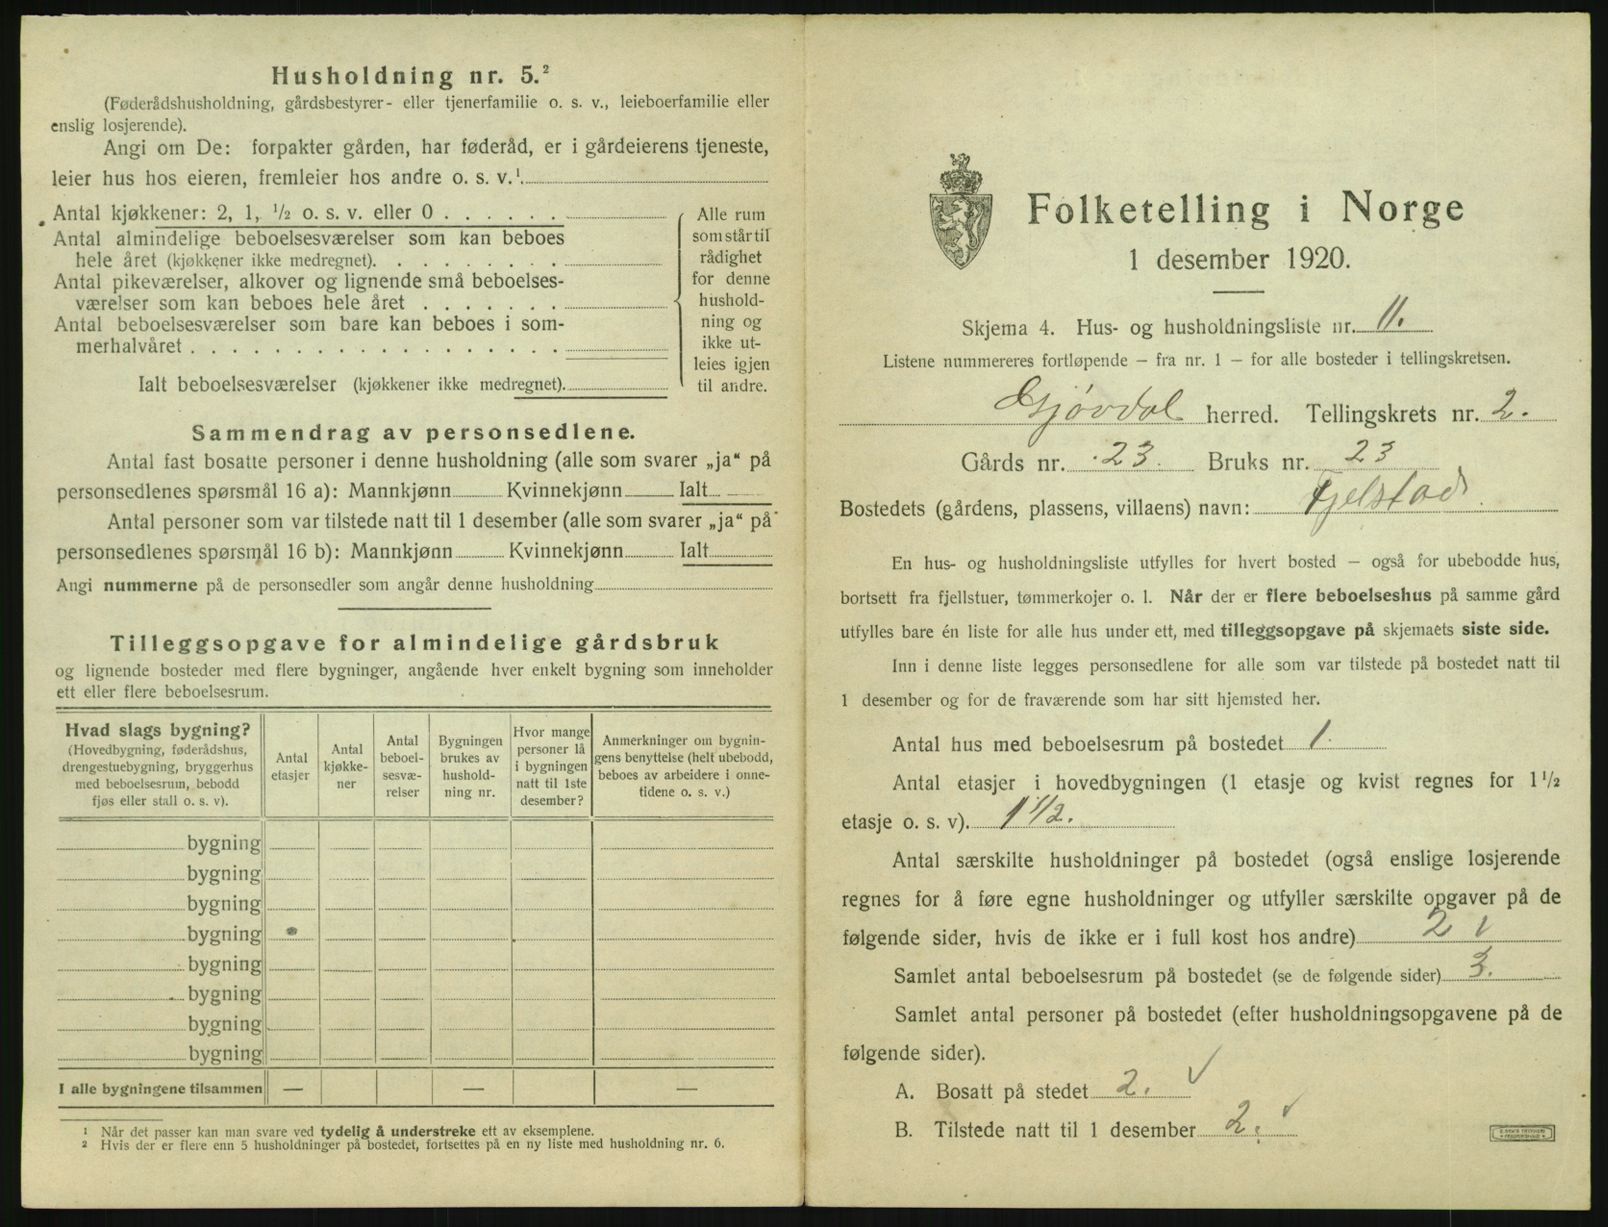 Husholdning nr. 5.²
(Føderådshusholdning, gårdsbestyrer- eller tjenerfamilie o. s. v., leieboerfamilie eller
enslig losjerende).
Angi om De: forpakter gården, har føderåd, er i gårdeierens tjeneste,
leier hus hos eieren, fremleier hos andre o. s. v.¹
Antal kjøkkener: 2, 1, ½ o. s. v. eller 0
Antal almindelige beboelsesværelser som kan beboes
hele året (kjøkkener ikke medregnet).
Antal pikeværelser, alkover og lignende små beboelses-
værelser som kan beboes hele året
Antal beboelsesværelser som bare kan beboes i som-
merhalvåret
Ialt beboelsesværelser (kjøkkener ikke medregnet).
Alle rum
som står til
rådighet
for denne
hushold-
ning og
ikke ut-
leies igjen
til andre.
Sammendrag av personsedlene.
Antal fast bosatte personer i denne husholdning (alle som svarer „ja“ på
personsedlenes spørsmål 16 a): Mannkjønn Kvinnekjønn Ialt
Antal personer som var tilstede natt til 1 desember (alle som svarer „ja“ på
personsedlenes spørsmål 16 b): Mannkjønn Kvinnekjønn Ialt
Angi nummerne på de personsedler som angår denne husholdning
Tilleggsopgave for almindelige gårdsbruk
og lignende bosteder med flere bygninger, angående hver enkelt bygning som inneholder
ett eller flere beboelsesrum.
Hvad slags bygning?
(Hovedbygning, føderådshus,
drengestuebygning, bryggerhus
med beboelsesrum, bebodd
fjøs eller stall o. s. v).
Antal
etasjer
Antal
kjøkke-
ner
Antal
beboel-
sesvæ-
relser
Bygningen
brukes av
hushold-
ning nr.
Hvor mange
personer lå
i bygningen
natt til 1ste
desember?
Anmerkninger om bygnin-
gens benyttelse (helt ubebodd,
beboes av arbeidere i onne-
tidene o. s. v.)
bygning
bygning
bygning
bygning
bygning
bygning
bygning
bygning
I alle bygningene tilsammen — — —
¹ Når det passer kan man svare ved tydelig å understreke ett av eksemplene.
² Hvis der er flere enn 5 husholdninger på bostedet, fortsettes på en ny liste med husholdning nr. 6.
Folketelling i Norge
1 desember 1920.
Skjema 4. Hus- og husholdningsliste nr. 11.
Listene nummereres fortløpende — fra nr. 1 — for alle bosteder i tellingskretsen.
Gjøvdal herred. Tellingskrets nr. 2.
Gårds nr. 23. Bruks nr. 23
Bostedets (gårdens, plassens, villaens) navn: Fjelstad
En hus- og husholdningsliste utfylles for hvert bosted — også for ubebodde hus,
bortsett fra fjellstuer, tømmerkojer o. l. Når der er flere beboelseshus på samme gård
utfylles bare én liste for alle hus under ett, med tilleggsopgave på skjemaets siste side.
Inn i denne liste legges personsedlene for alle som var tilstede på bostedet natt til
1 desember og for de fraværende som har sitt hjemsted her.
Antal hus med beboelsesrum på bostedet 1.
Antal etasjer i hovedbygningen (1 etasje og kvist regnes for 1½
etasje o. s. v). 1 1/2.
Antal særskilte husholdninger på bostedet (også enslige losjerende
regnes for å føre egne husholdninger og utfyller særskilte opgaver på de
følgende sider, hvis de ikke er i full kost hos andre) 2 √
Samlet antal beboelsesrum på bostedet (se de følgende sider) 3.
Samlet antal personer på bostedet (efter husholdningsopgavene på de
følgende sider).
A. Bosatt på stedet 2. √
B. Tilstede natt til 1 desember 2. √